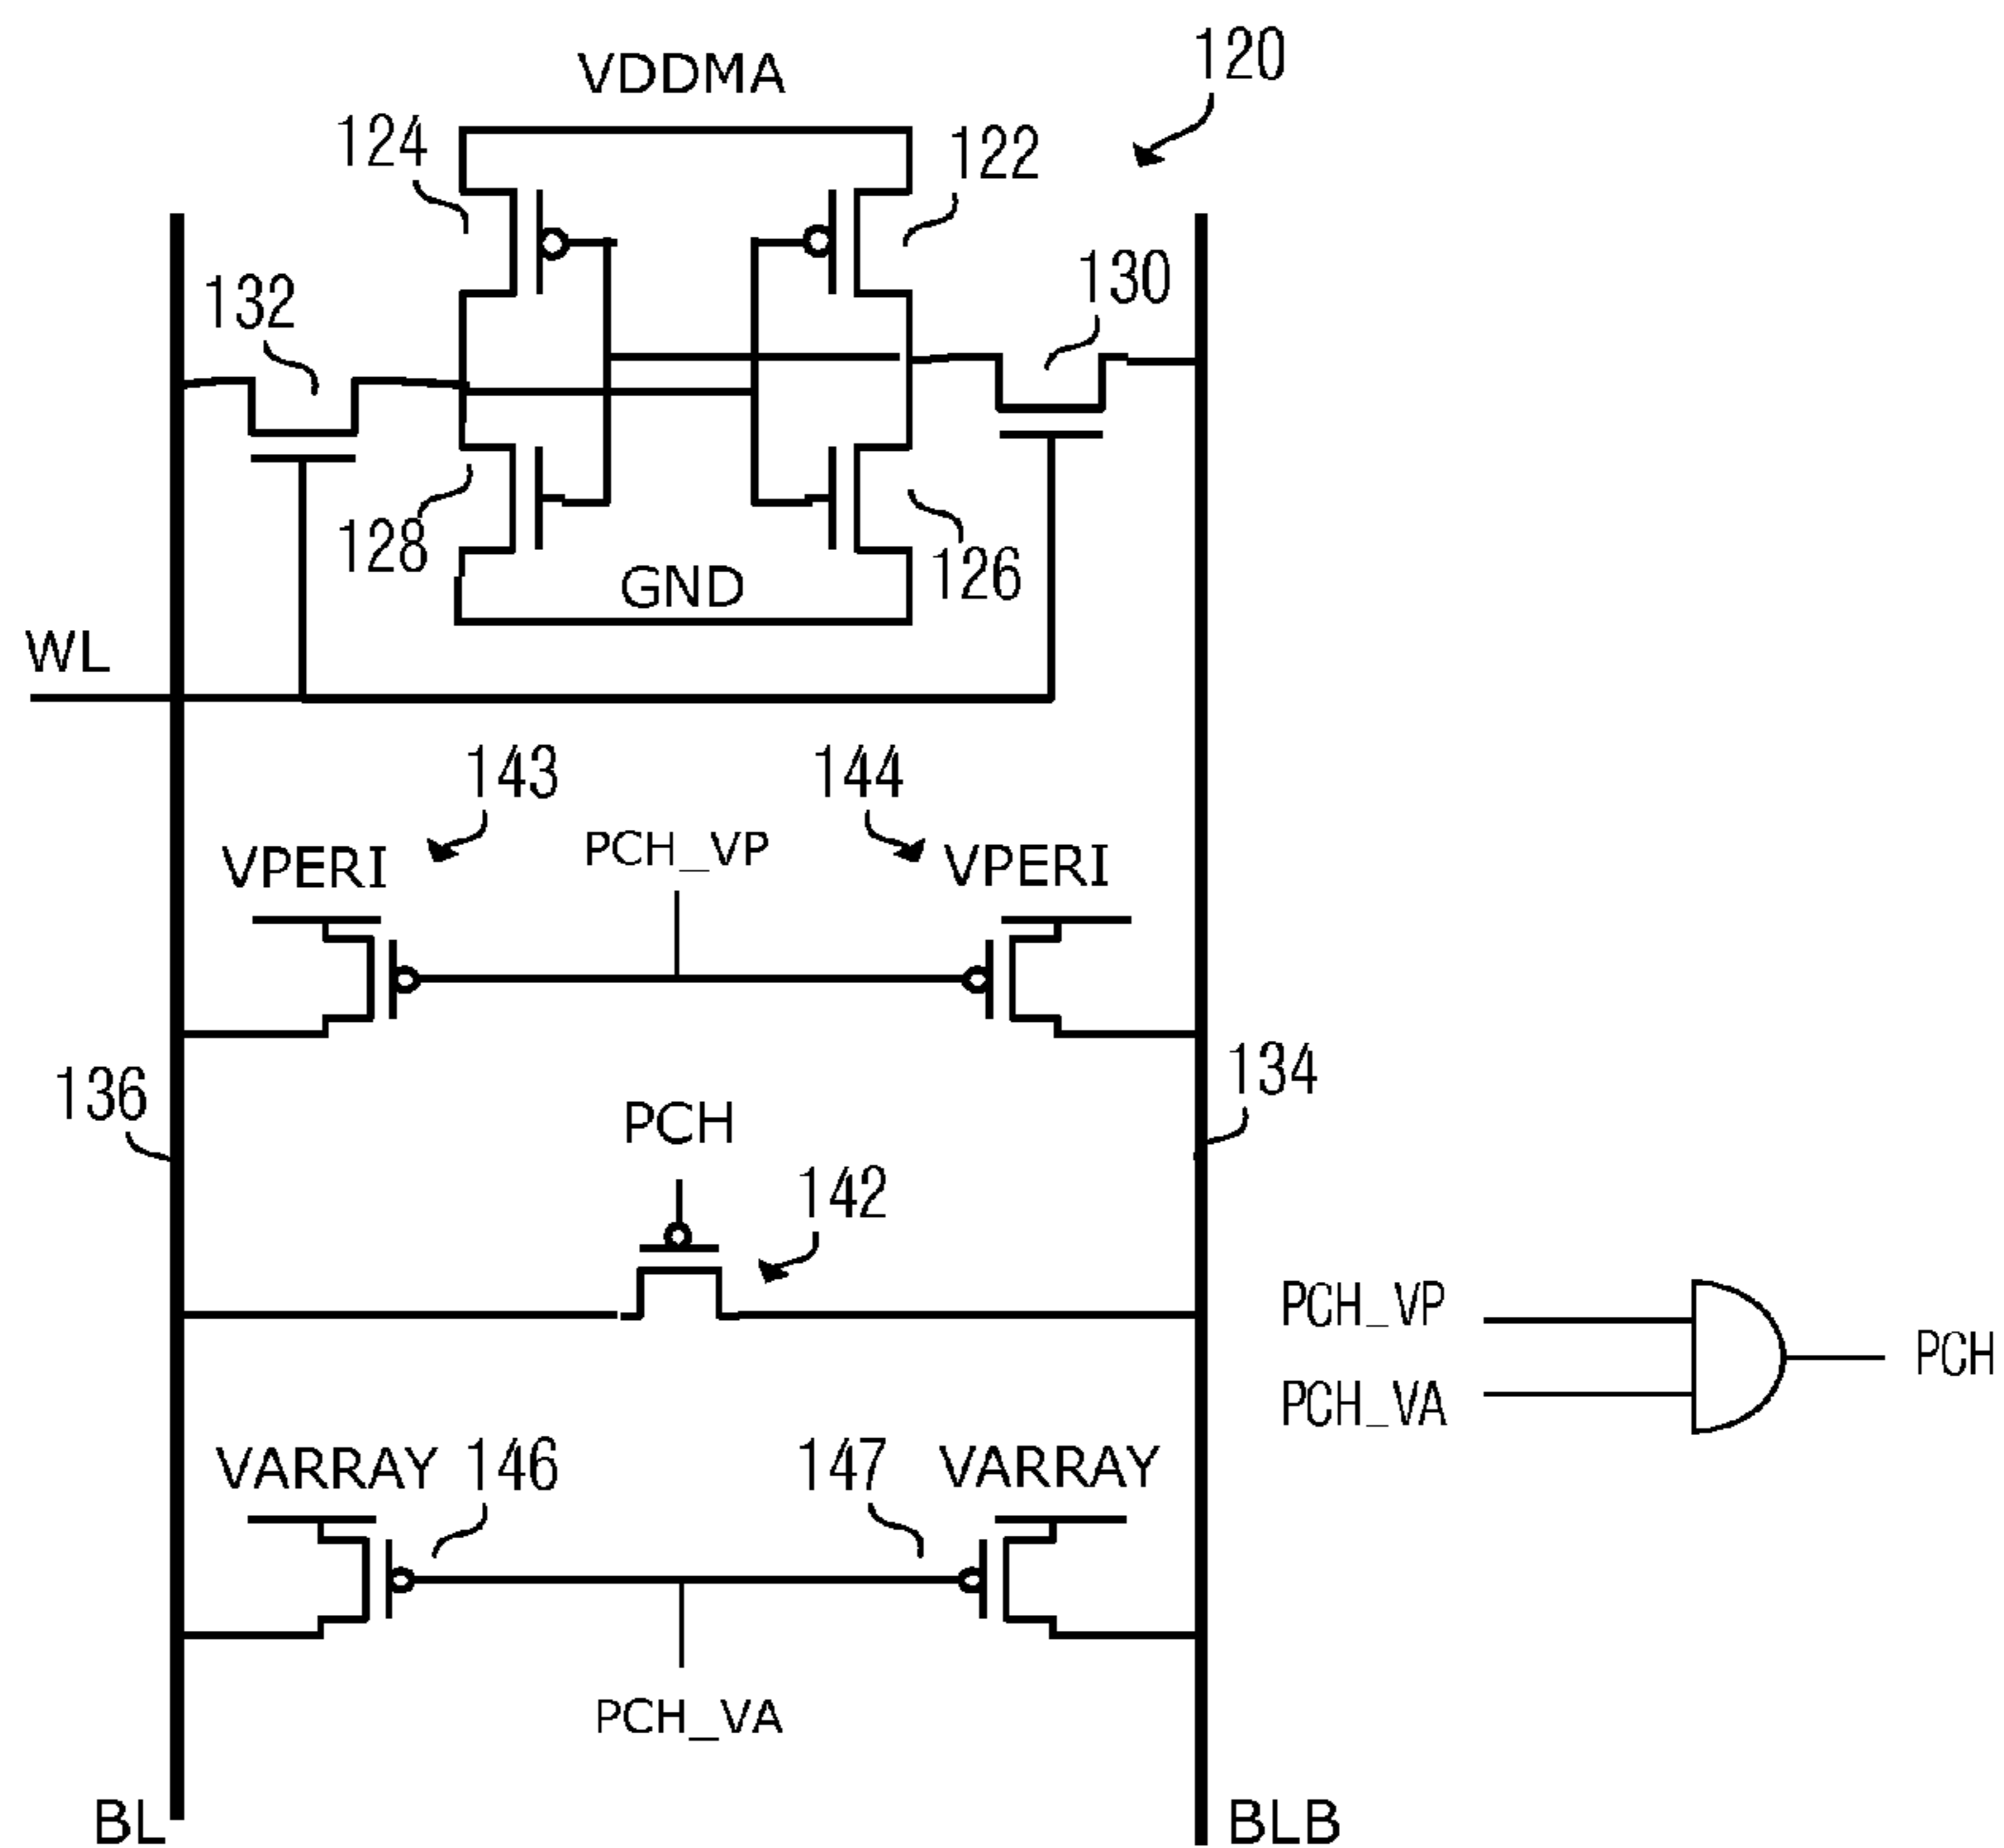 120
VDDMA
124
122
132
130
128
GND
126
WL
143
144
VPERI
PCH_VP
VPERI
136
134
PCH
142
PCH_VP
PCH
PCH_VA
VARRAY
146
147
VARRAY
PCH_VA
BL
BLB